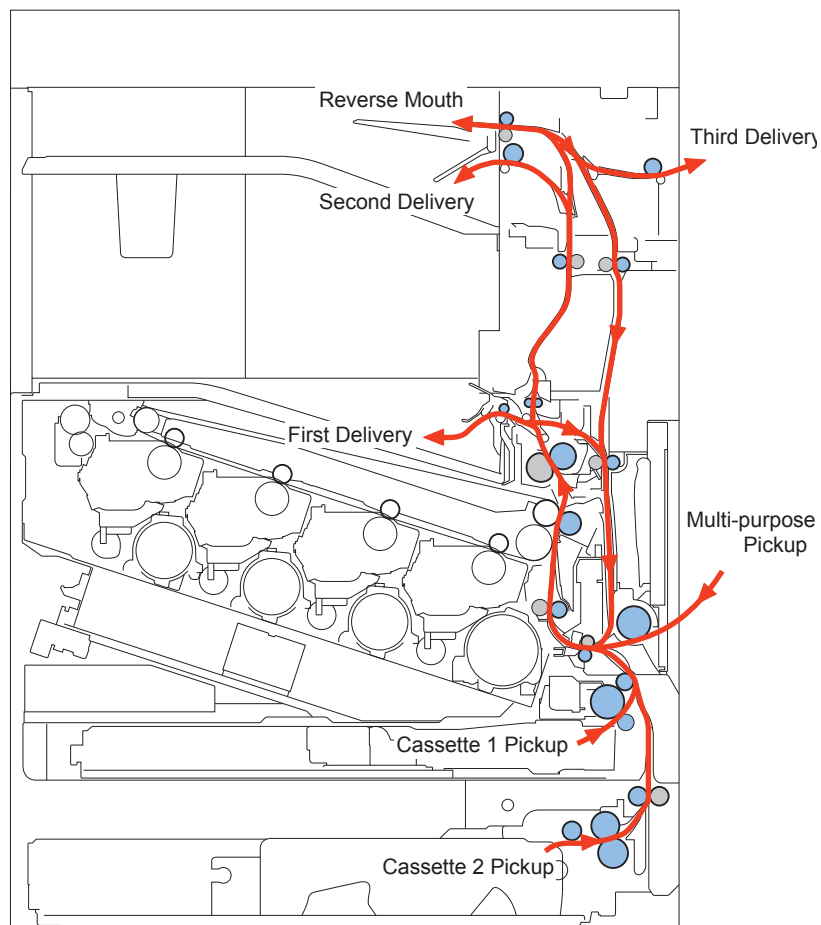 Reverse Mouth
Third Delivery
Second Delivery
First Delivery
Multi-purpose
Pickup
Cassette 1 Pickup
Cassette 2 Pickup